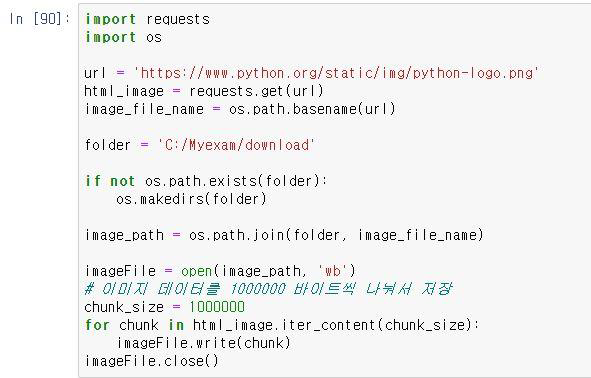 In [90]: import requests
import os
url = 'https://www.python.org/static/img/python-logo.png'
html_image = requests.get(url)
image_file_name = os.path.basename(url)
folder = 'C:/Myexam/download'
if not os.path.exists(folder):
    os.makedirs(folder)
image_path = os.path.join(folder, image_file_name)
imageFile = open(image_path, 'wb')
# 이미지 데이터를 1000000 바이트씩 나눠서 저장
chunk_size = 1000000
for chunk in html_image.iter_content(chunk_size):
    imageFile.write(chunk)
imageFile.close()